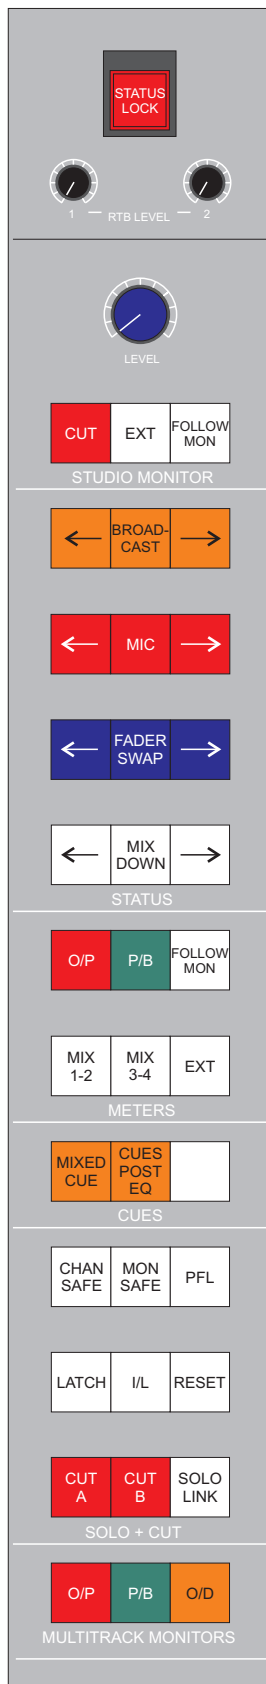 STATUS
LOCK
1 RTB LEVEL 2
LEVEL
CUT EXT FOLLOW
MON
STUDIO MONITOR
BROAD-
CAST
MIC
FADER
SWAP
MIX
DOWN
STATUS
O/P P/B FOLLOW
MON
MIX MIX EXT
1-2 3-4
METERS
MIXED CUES
CUE POST
EQ
CUES
CHAN MON PFL
SAFE SAFE
LATCH I/L RESET
CUT CUT SOLO
A B LINK
SOLO + CUT
O/P P/B O/D
MULTITRACK MONITORS